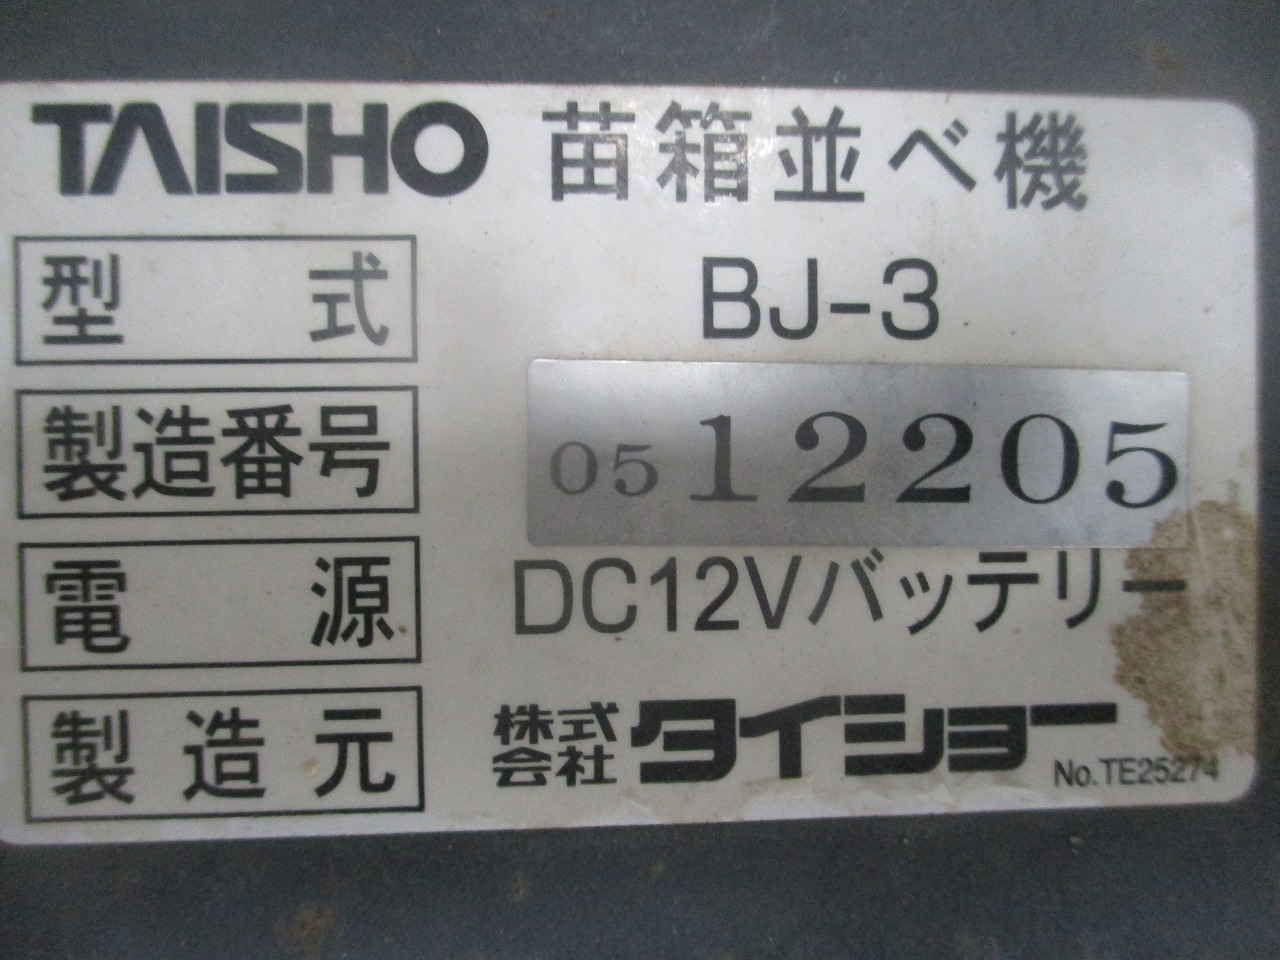 TAISHO 苗箱並べ機
型式 BJ-3
製造番号 0512205
電源 DC12Vバッテリー
製造元 株式会社タイショー
No.TE25274